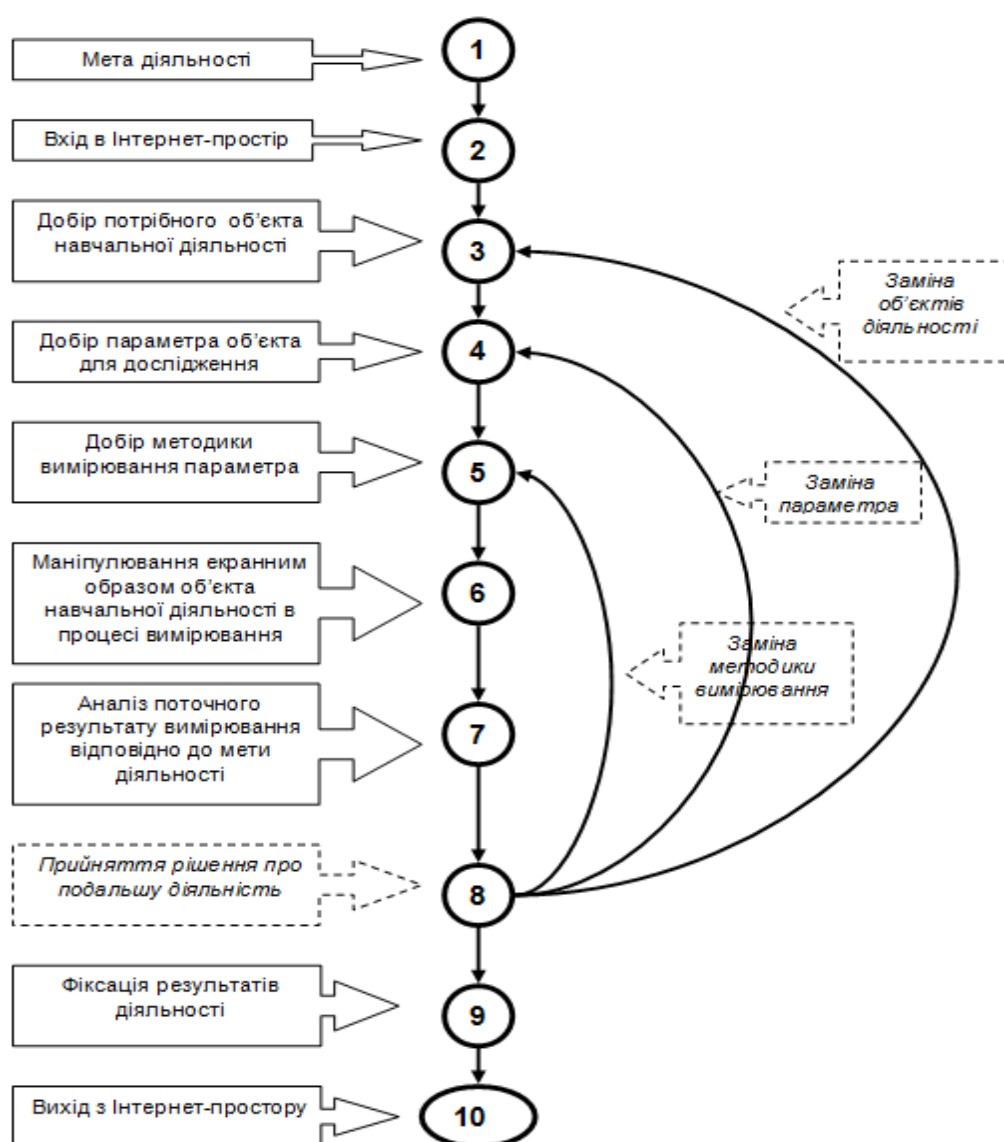 Мета діяльності
1
Вхід в Інтернет-простір
2
Добір потрібного об’єкта
навчальної діяльності
3
Заміна
об’єктів
діяльності
Добір параметра об’єкта
для дослідження
4
Добір методики
вимірювання параметра
5
Заміна
параметра
Маніпулювання екранним
образом об’єкта
навчальної діяльності в
процесі вимірювання
6
Заміна
методики
вимірювання
Аналіз поточного
результату вимірювання
відповідно до мети
діяльності
7
Прийняття рішення про
подальшу діяльність
8
Фіксація результатів
діяльності
9
Вихід з Інтернет-простору
10